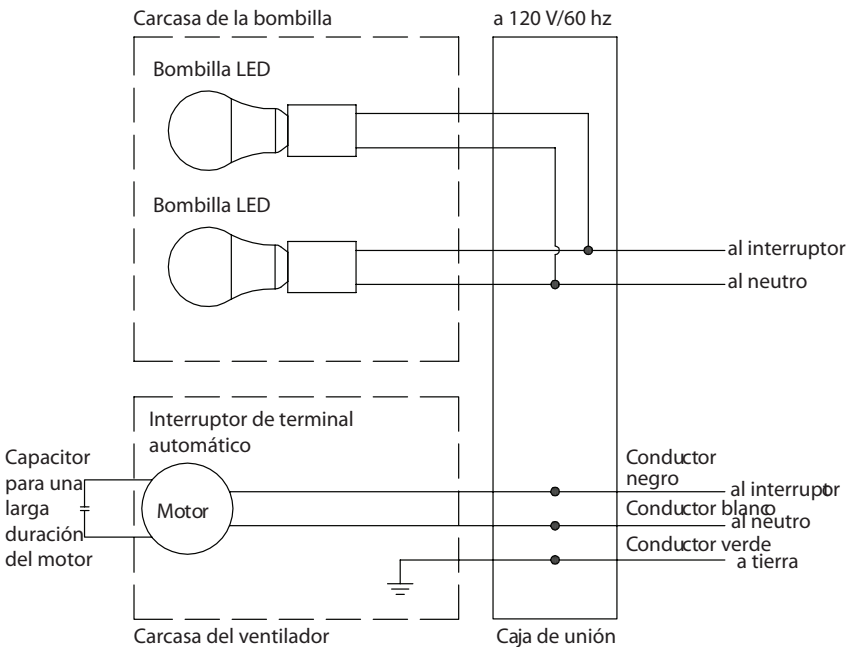 Carcasa de la bombilla
a 120 V/60 hz
Bombilla LED
Bombilla LED
al interruptor
al neutro
Interruptor de terminal
automático
Capacitor
para una
larga
duración
del motor
Motor
Conductor
negro
al interruptor
Conductor blanco
al neutro
Conductor verde
a tierra
Carcasa del ventilador
Caja de unión